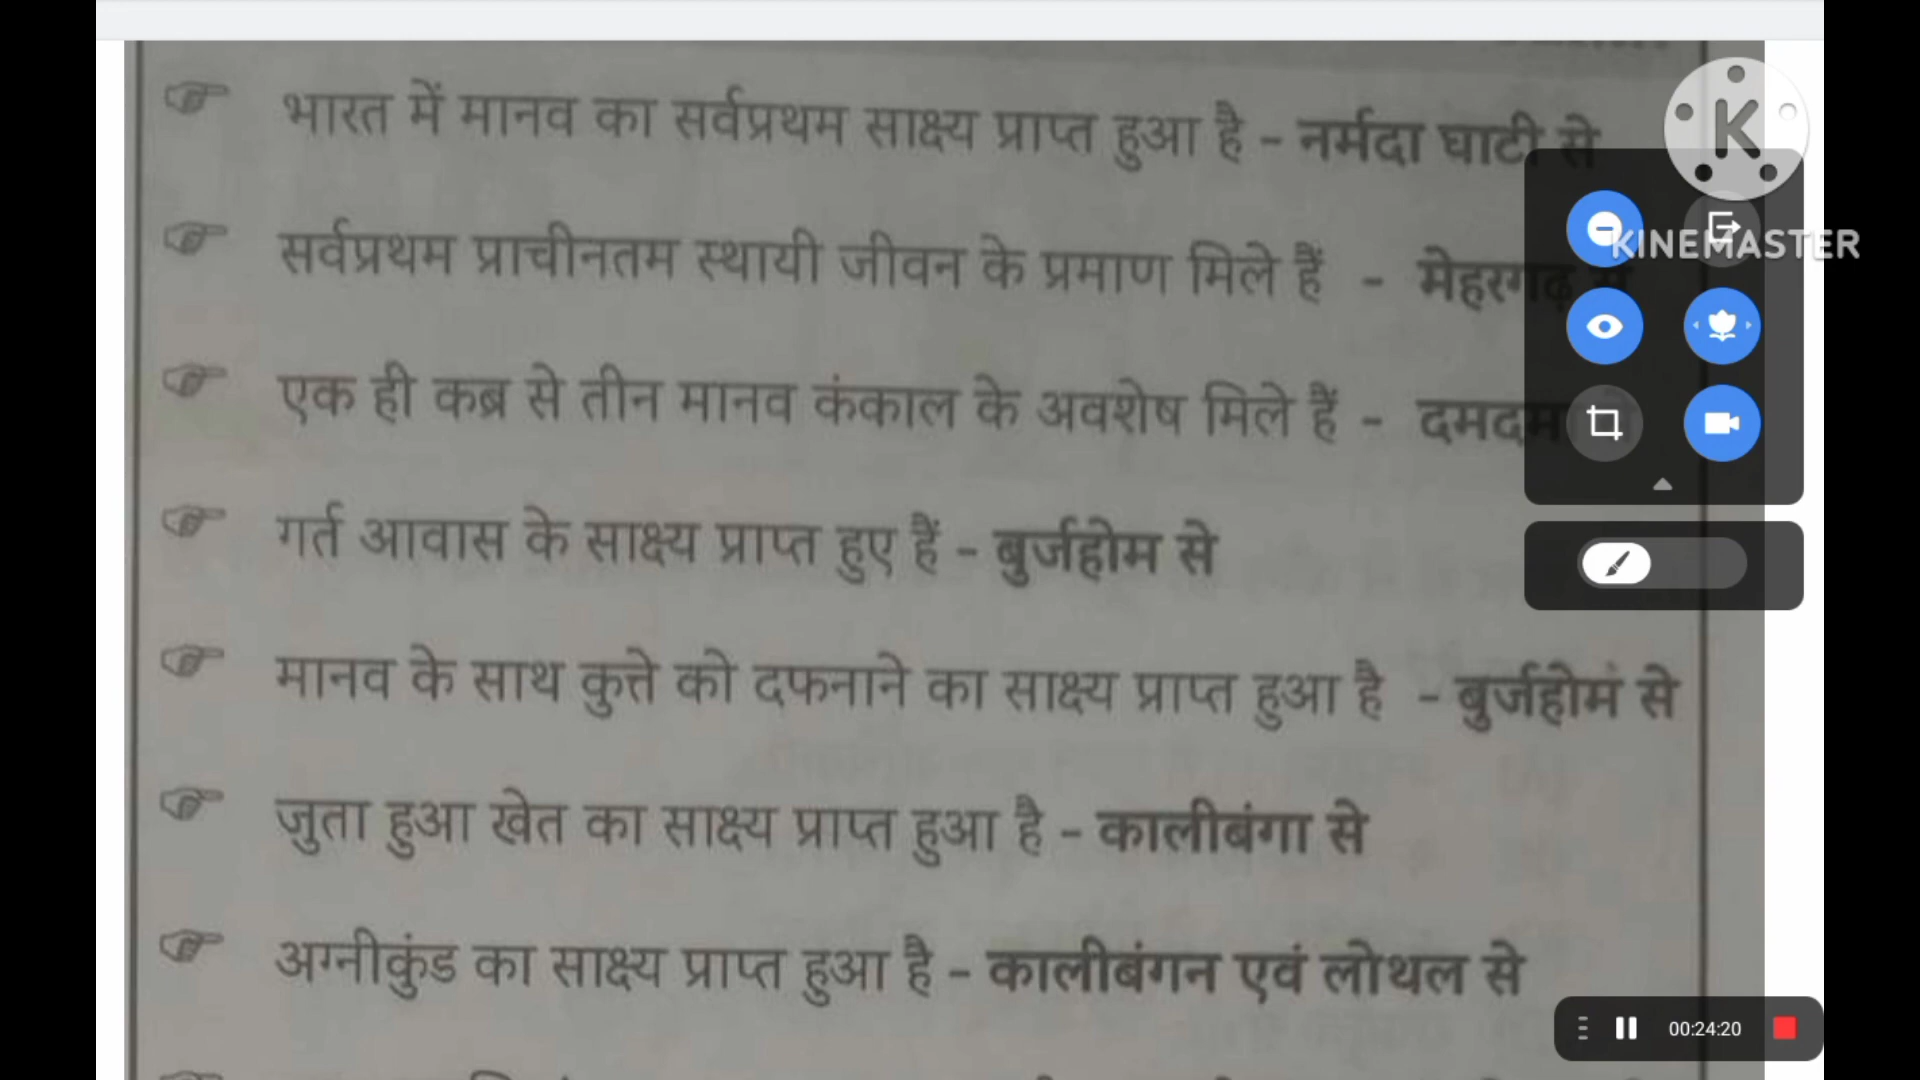 भारत में मानव का सर्वप्रथम साक्ष्य प्राप्त हुआ है - नर्मदा घाटी से
सर्वप्रथम प्राचीनतम स्थायी जीवन के प्रमाण मिले हैं - मेहरगढ़ से
एक ही कब्र से तीन मानव कंकाल के अवशेष मिले हैं -
गर्त आवास के साक्ष्य प्राप्त हुए हैं - बुर्जहोम से
मानव के साथ कुत्ते को दफनाने का साक्ष्य प्राप्त हुआ है - बुर्जहोम से
जुता हुआ खेत का साक्ष्य प्राप्त हुआ है - कालीबंगा से
अग्नीकुंड का साक्ष्य प्राप्त हुआ है - कालीबंगन एवं लोथल से
K
KINEMASTER
00:24:20